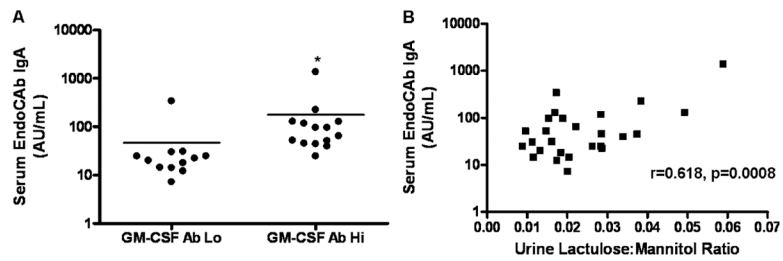 A
Serum EndoCAb IgA
(AU/mL)
10000
1000
100
10
1
*
GM-CSF Ab Lo
GM-CSF Ab Hi
B
Serum EndoCAb IgA
(AU/mL)
10000
1000
100
10
1
r=0.618, p=0.0008
0.00 0.01 0.02 0.03 0.04 0.05 0.06 0.07
Urine Lactulose:Mannitol Ratio